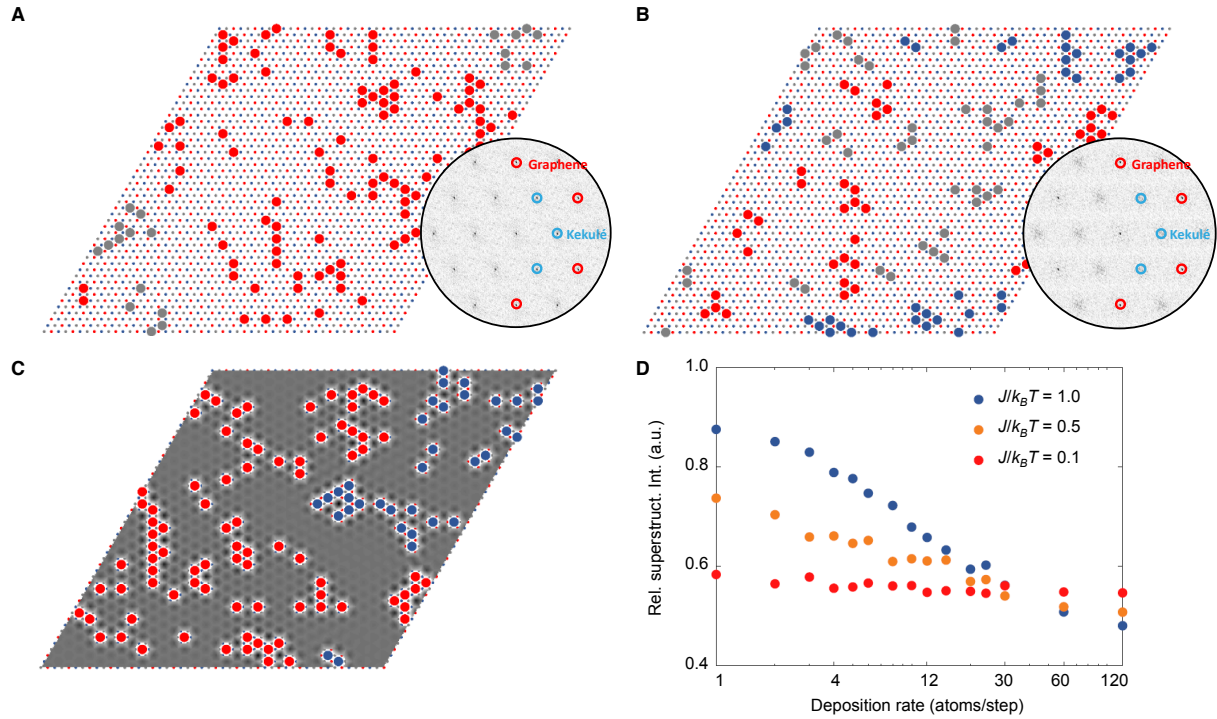 A
Graphene
Kekulé
B
Graphene
Kekulé
C
D
Rel. superstruct. Int. (a.u.)
1.0
0.8
0.6
0.4
J/k_BT = 1.0
J/k_BT = 0.5
J/k_BT = 0.1
1 4 12 30 60 120
Deposition rate (atoms/step)